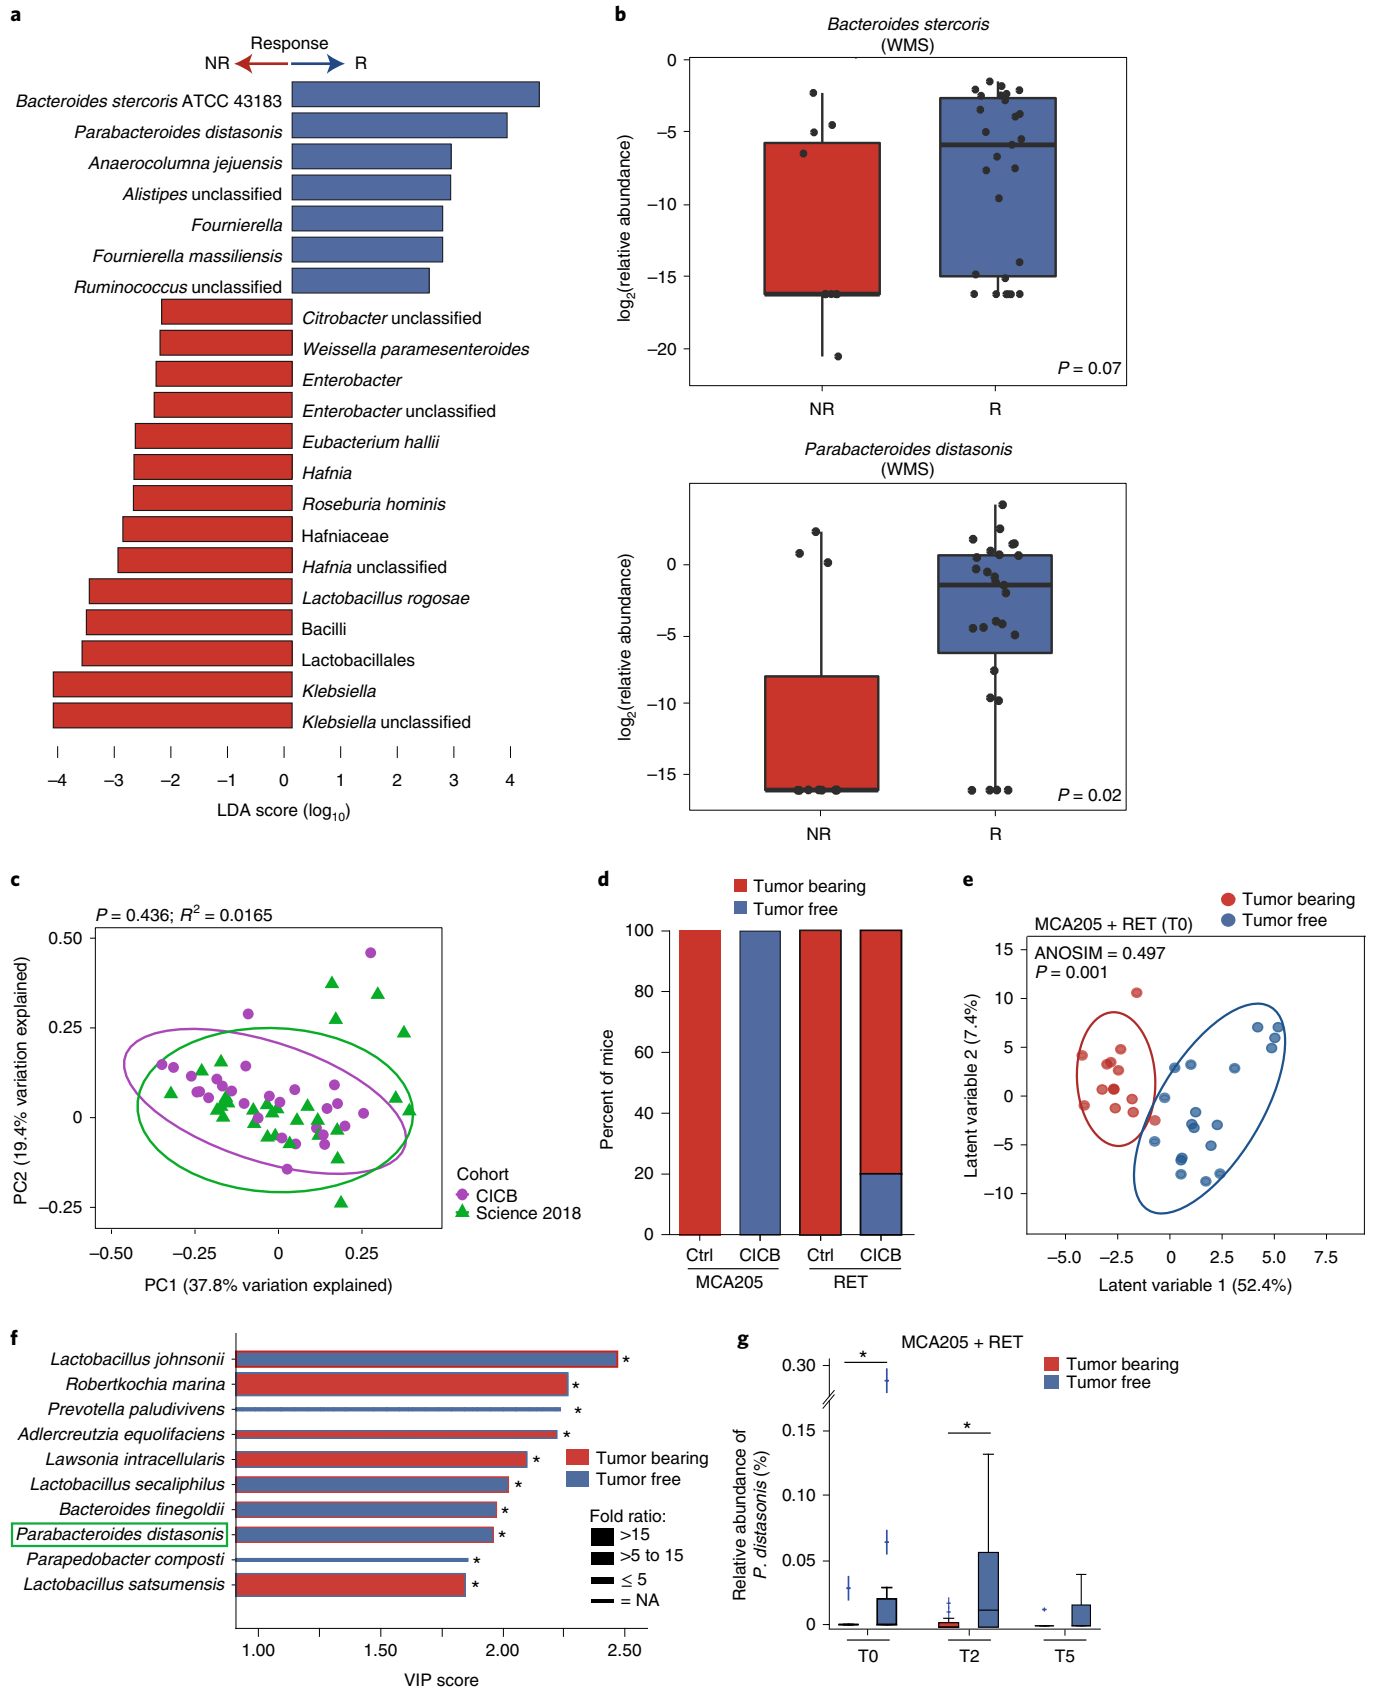 a
Response
NR R
Bacteroides stercoris ATCC 43183
Parabacteroides distasonis
Anaerocolumna jejuensis
Alistipes unclassified
Fournierella
Fournierella massiliensis
Ruminococcus unclassified
Citrobacter unclassified
Weissella paramesenteroides
Enterobacter
Enterobacter unclassified
Eubacterium hallii
Hafnia
Roseburia hominis
Hafniaceae
Hafnia unclassified
Lactobacillus rogosae
Bacilli
Lactobacillales
Klebsiella
Klebsiella unclassified
–4 –3 –2 –1 0 1 2 3 4
LDA score (log10)
b
Bacteroides stercoris
(WMS)
log2(relative abundance)
0
–5
–10
–15
–20
P = 0.07
NR R
Parabacteroides distasonis
(WMS)
log2(relative abundance)
0
–5
–10
–15
P = 0.02
NR R
c
P = 0.436; R2 = 0.0165
PC2 (19.4% variation explained)
0.50
0.25
0
–0.25
–0.50 –0.25 0 0.25
PC1 (37.8% variation explained)
Cohort
CICB
Science 2018
d
Tumor bearing
Tumor free
Percent of mice
100
80
60
40
20
0
Ctrl CICB Ctrl CICB
MCA205 RET
e
Tumor bearing
Tumor free
MCA205 + RET (T0)
ANOSIM = 0.497
P = 0.001
Latent variable 2 (7.4%)
15
10
5
0
–5
–10
–5.0 –2.5 0 2.5 5.0 7.5
Latent variable 1 (52.4%)
f
Lactobacillus johnsonii *
Robertkochia marina *
Prevotella paludivivens *
Adlercreutzia equolifaciens *
Lawsonia intracellularis *
Lactobacillus secaliphilus *
Bacteroides finegoldii *
Parabacteroides distasonis *
Parapedobacter composti *
Lactobacillus satsumensis *
1.00 1.50 2.00 2.50
VIP score
Tumor bearing
Tumor free
Fold ratio:
>15
>5 to 15
≤ 5
= NA
g
MCA205 + RET
Tumor bearing
Tumor free
Relative abundance of
P. distasonis (%)
0.30
0.15
0.10
0.05
0
*
*
T0 T2 T5